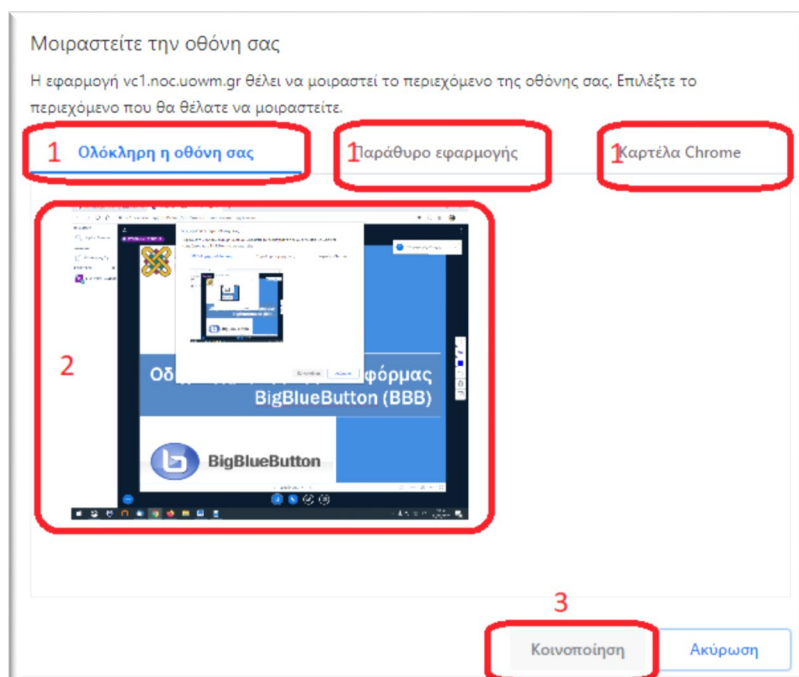 Μοιραστείτε την οθόνη σας
Η εφαρμογή vc1.noc.uowm.gr θέλει να μοιραστεί το περιεχόμενο της οθόνης σας. Επιλέξτε το
περιεχόμενο που θα θέλατε να μοιραστείτε.
1 Ολόκληρη η οθόνη σας 1 Παράθυρο εφαρμογής 1 Καρτέλα Chrome
2
φόρμας
BigBlueButton (BBB)
BigBlueButton
3
Κοινοποίηση Ακύρωση